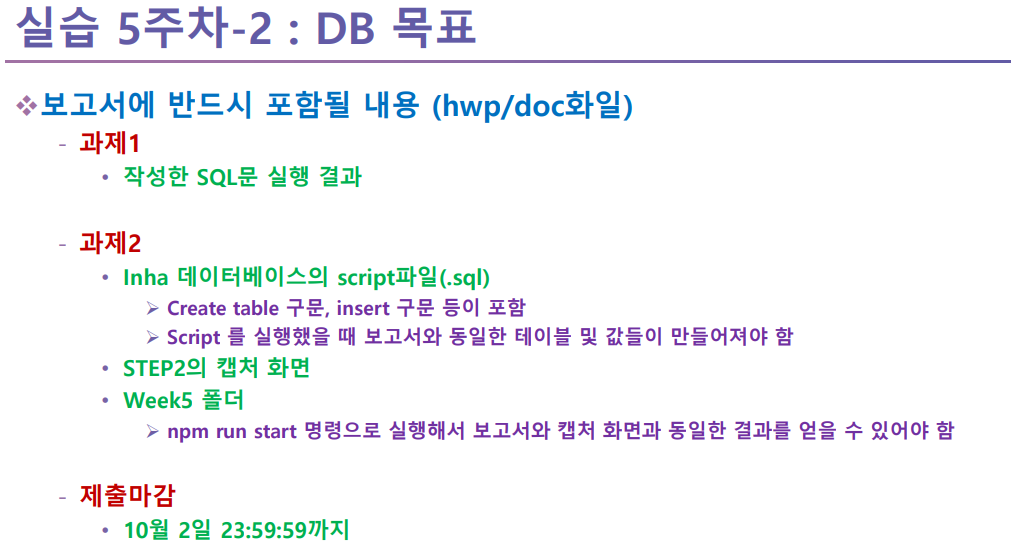 실습 5주차-2 : DB 목표
❖보고서에 반드시 포함될 내용 (hwp/doc화일)
- 과제1
• 작성한 SQL문 실행 결과
- 과제2
• Inha 데이터베이스의 script파일(.sql)
➢ Create table 구문, insert 구문 등이 포함
➢ Script 를 실행했을 때 보고서와 동일한 테이블 및 값들이 만들어져야 함
• STEP2의 캡처 화면
• Week5 폴더
➢ npm run start 명령으로 실행해서 보고서와 캡처 화면과 동일한 결과를 얻을 수 있어야 함
- 제출마감
• 10월 2일 23:59:59까지